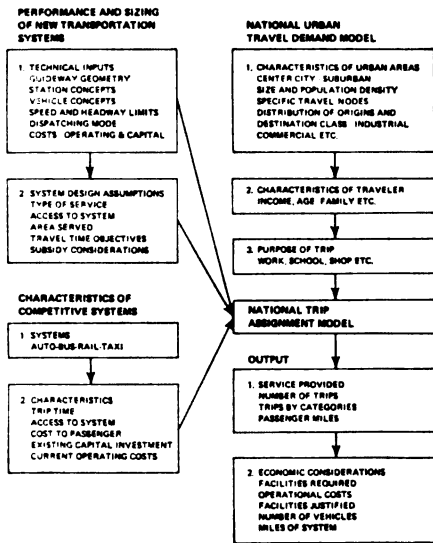 PERFORMANCE AND SIZING
OF NEW TRANSPORTATION
SYSTEMS
1. TECHNICAL INPUTS
GUIDEWAY GEOMETRY
STATION CONCEPTS
VEHICLE CONCEPTS
SPEED AND HEADWAY LIMITS
DISPATCHING MODE
COSTS OPERATING & CAPITAL
2. SYSTEM DESIGN ASSUMPTIONS
TYPE OF SERVICE
ACCESS TO SYSTEM
AREA SERVED
TRAVEL TIME OBJECTIVES
SUBSIDY CONSIDERATIONS
CHARACTERISTICS OF
COMPETITIVE SYSTEMS
1 SYSTEMS
AUTO-BUS-RAIL-TAXI
2 CHARACTERISTICS
TRIP TIME
ACCESS TO SYSTEM
COST TO PASSENGER
EXISTING CAPITAL INVESTMENT
CURRENT OPERATING COSTS
NATIONAL URBAN
TRAVEL DEMAND MODEL
1. CHARACTERISTICS OF URBAN AREAS
CENTER CITY SUBURBAN
SIZE AND POPULATION DENSITY
SPECIFIC TRAVEL NODES
DISTRIBUTION OF ORIGINS AND
DESTINATION CLASS INDUSTRIAL
COMMERCIAL ETC.
2. CHARACTERISTICS OF TRAVELER
INCOME, AGE FAMILY ETC.
3. PURPOSE OF TRIP
WORK, SCHOOL, SHOP ETC.
NATIONAL TRIP
ASSIGNMENT MODEL
OUTPUT
1. SERVICE PROVIDED
NUMBER OF TRIPS
TRIPS BY CATEGORIES
PASSENGER MILES
2. ECONOMIC CONSIDERATIONS
FACILITIES REQUIRED
OPERATIONAL COSTS
FACILITIES JUSTIFIED
NUMBER OF VEHICLES
MILES OF SYSTEM